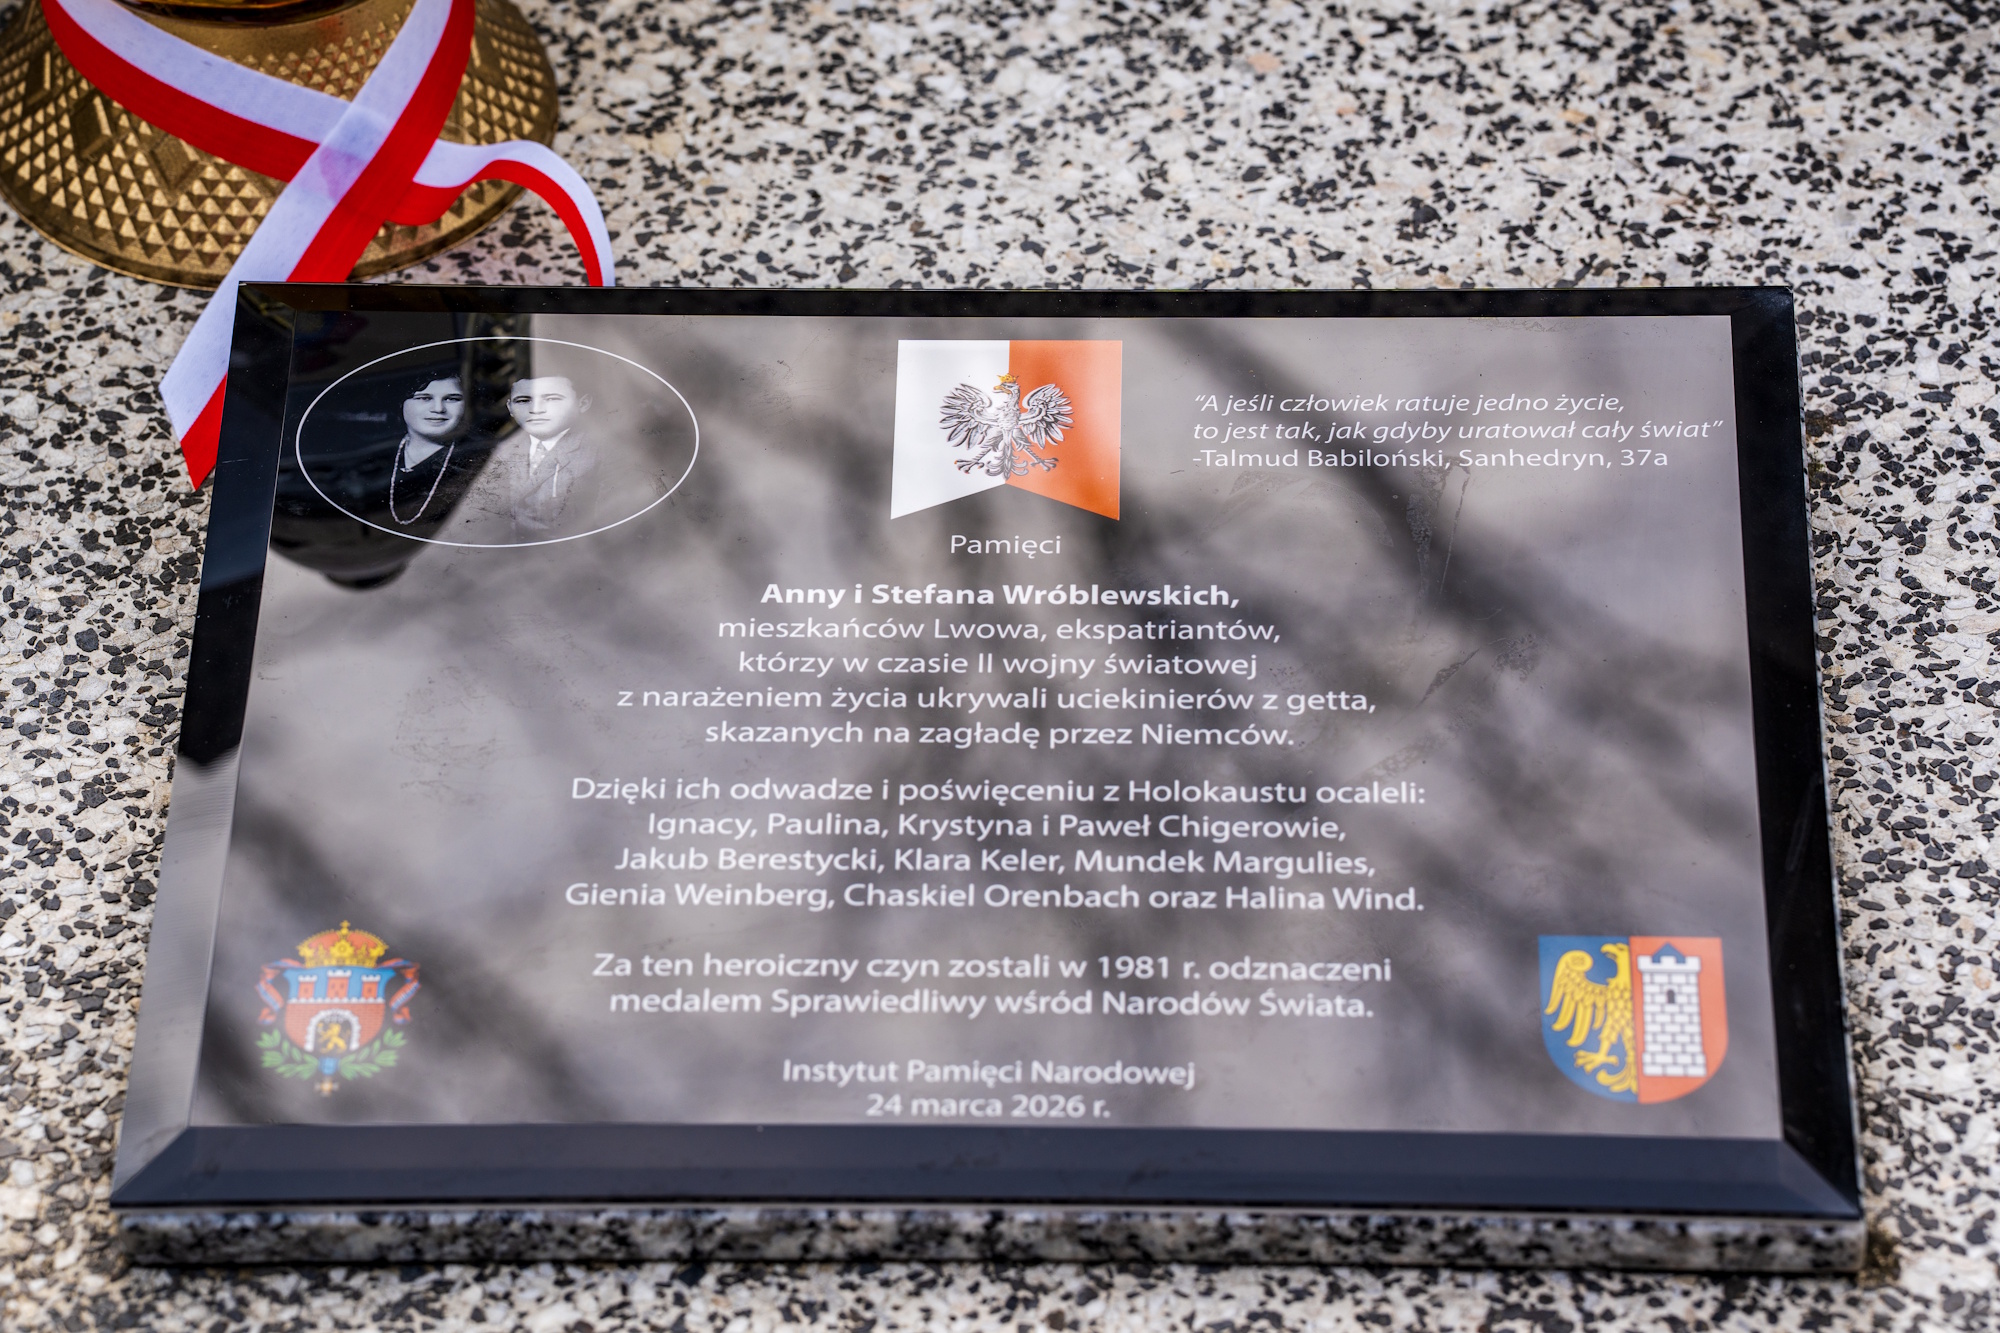 “A jeśli człowiek ratuje jedno życie,
to jest tak, jak gdyby uratował cały świat”
-Talmud Babiloński, Sanhedryn, 37a
Pamięci
Anny i Stefana Wróblewskich,
mieszkańców Lwowa, ekspatriantów,
którzy w czasie II wojny światowej
z narażeniem życia ukrywali uciekinierów z getta,
skazanych na zagładę przez Niemców.
Dzięki ich odwadze i poświęceniu z Holokaustu ocaleli:
Ignacy, Paulina, Krystyna i Paweł Chigerowie,
Jakub Berestycki, Klara Keler, Mundek Margulies,
Gienia Weinberg, Chaskiel Orenbach oraz Halina Wind.
Za ten heroiczny czyn zostali w 1981 r. odznaczeni
medalem Sprawiedliwy wśród Narodów Świata.
Instytut Pamięci Narodowej
24 marca 2026 r.